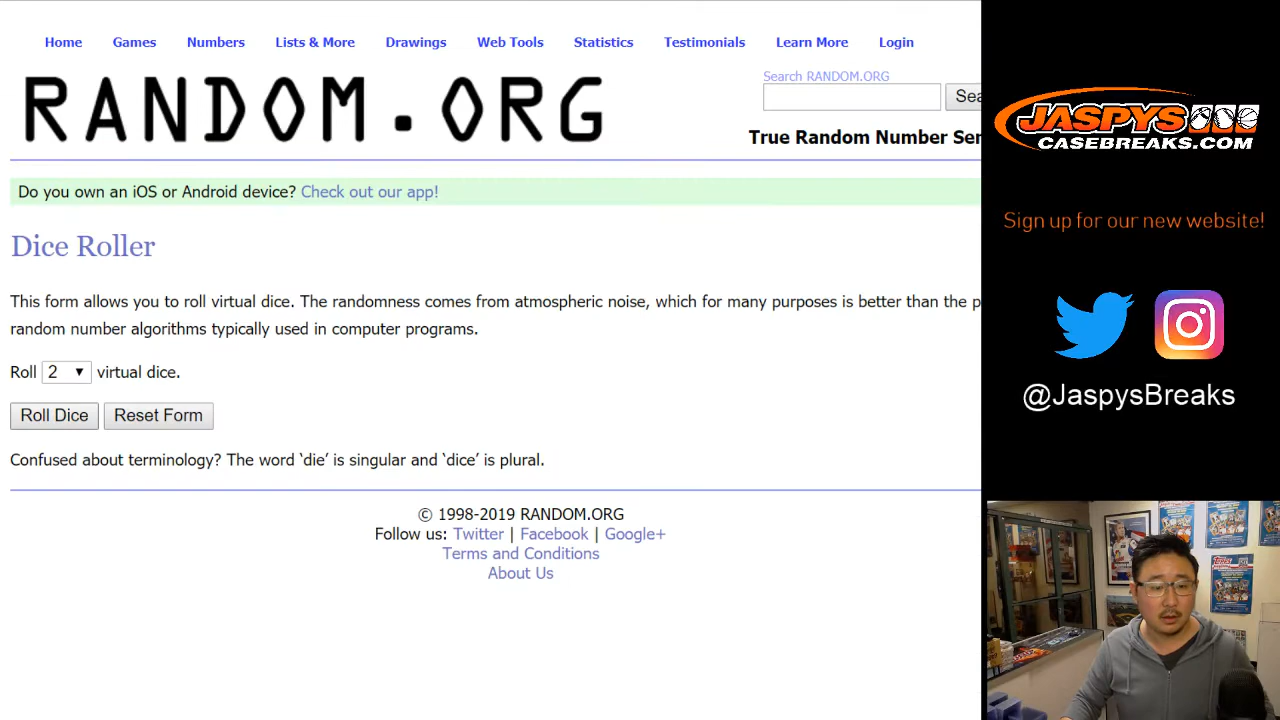 Home Games Numbers Lists & More Drawings Web Tools Statistics Testimonials Learn More Login
RANDOM.ORG
Search RANDOM.ORG
Sea
True Random Number Ser
Do you own an iOS or Android device? Check out our app!
Dice Roller
This form allows you to roll virtual dice. The randomness comes from atmospheric noise, which for many purposes is better than the p
random number algorithms typically used in computer programs.
Roll 2 virtual dice.
Roll Dice Reset Form
Confused about terminology? The word ‘die’ is singular and ‘dice’ is plural.
© 1998-2019 RANDOM.ORG
Follow us: Twitter | Facebook | Google+
Terms and Conditions
About Us
JASPYS
CASEBREAKS.COM
Sign up for our new website!
@JaspysBreaks
Topps